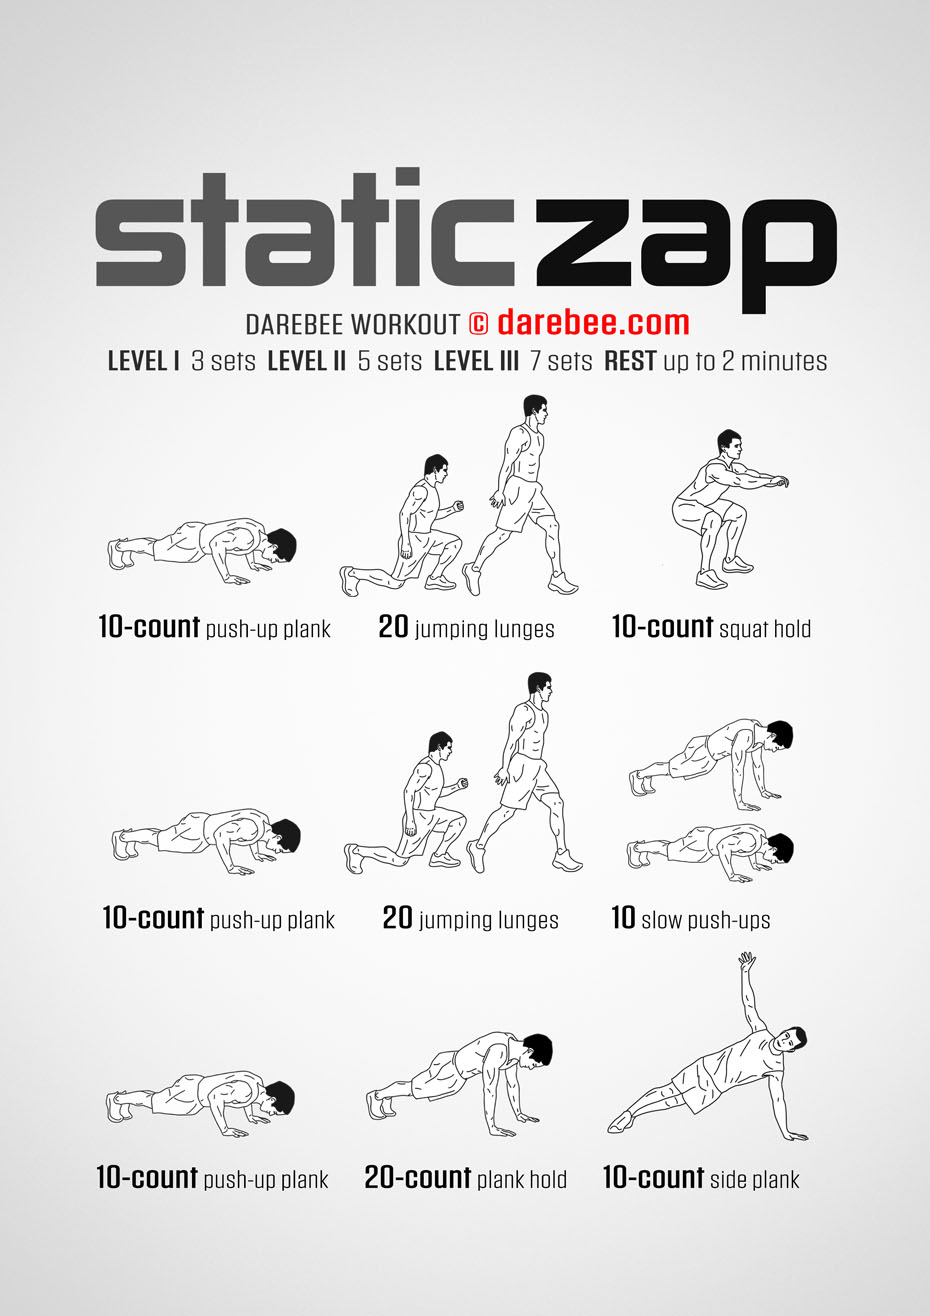 staticzap
DAREBEE WORKOUT © darebee.com
LEVEL I 3 sets LEVEL II 5 sets LEVEL III 7 sets REST up to 2 minutes
10-count push-up plank
20 jumping lunges
10-count squat hold
10-count push-up plank
20 jumping lunges
10 slow push-ups
10-count push-up plank
20-count plank hold
10-count side plank